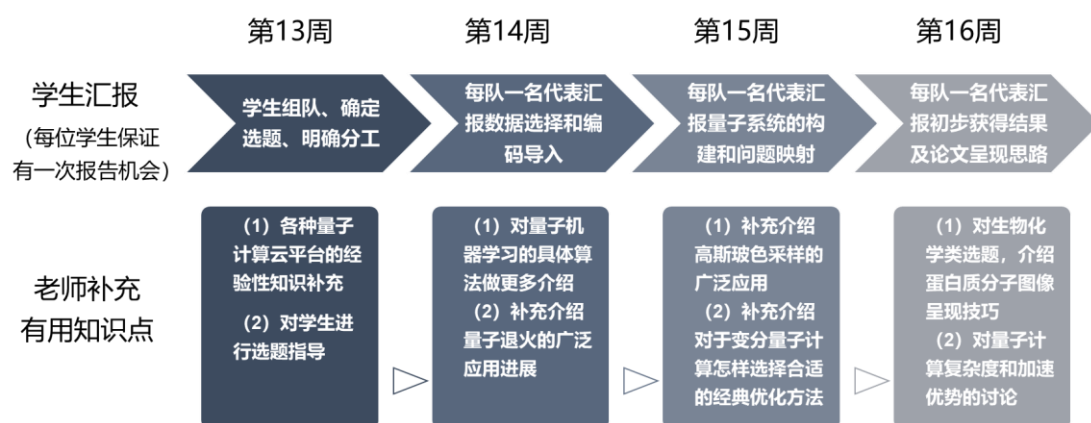 第13周
第14周
第15周
第16周
学生汇报
（每位学生保证
有一次报告机会）
学生组队、确定
选题、明确分工
每队一名代表汇
报数据选择和编
码导入
每队一名代表汇
报量子系统的构
建和问题映射
每队一名代表汇
报初步获得结果
及论文呈现思路
老师补充
有用知识点
（1）各种量子
计算云平台的经
验性知识补充
（2）对学生进
行选题指导
（1）对量子机
器学习的具体算
法做更多介绍
（2）补充介绍
量子退火的广泛
应用进展
（1）补充介绍
高斯玻色采样的
广泛应用
（2）补充介绍
对于变分量子计
算怎样选择合适
的经典优化方法
（1）对生物化
学类选题，介绍
蛋白质分子图像
呈现技巧
（2）对量子计
算复杂度和加速
优势的讨论